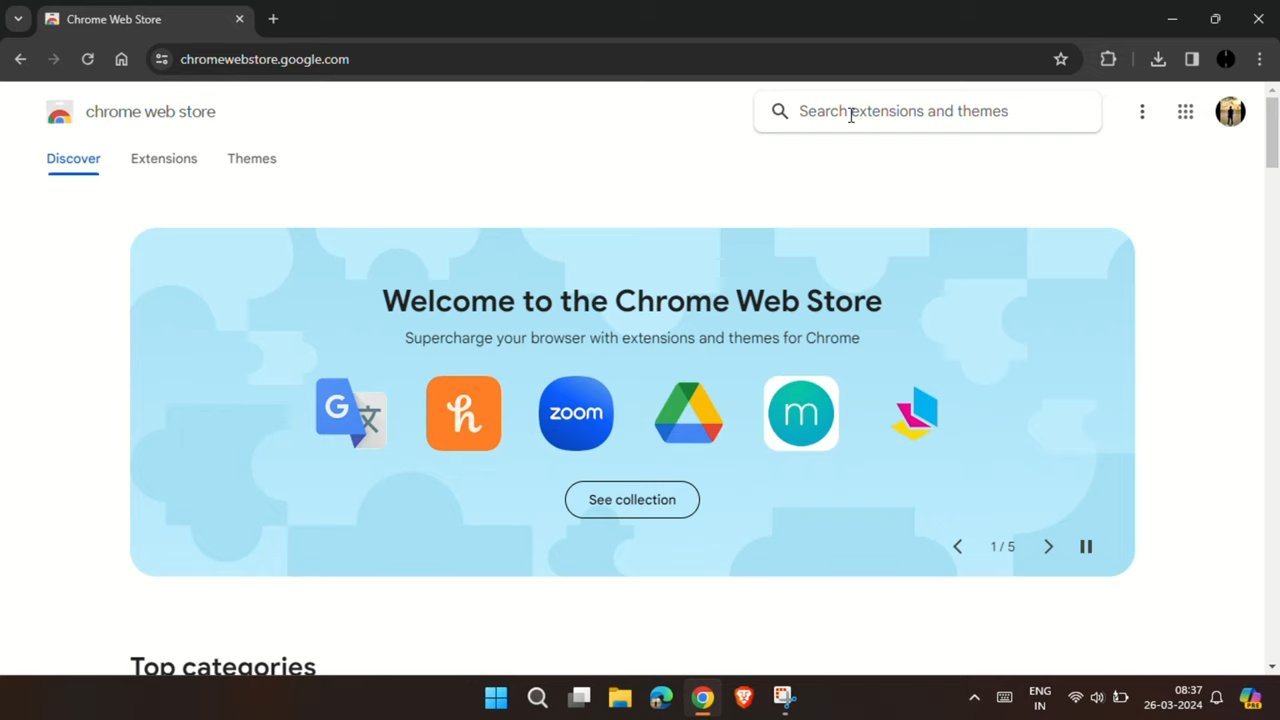 Chrome Web Store
chromewebstore.google.com
chrome web store
Search extensions and themes
Discover
Extensions
Themes
Welcome to the Chrome Web Store
Supercharge your browser with extensions and themes for Chrome
G 文
h
zoom
m
See collection
1 / 5
Top categories
ENG
IN
08:37
26-03-2024
PRE